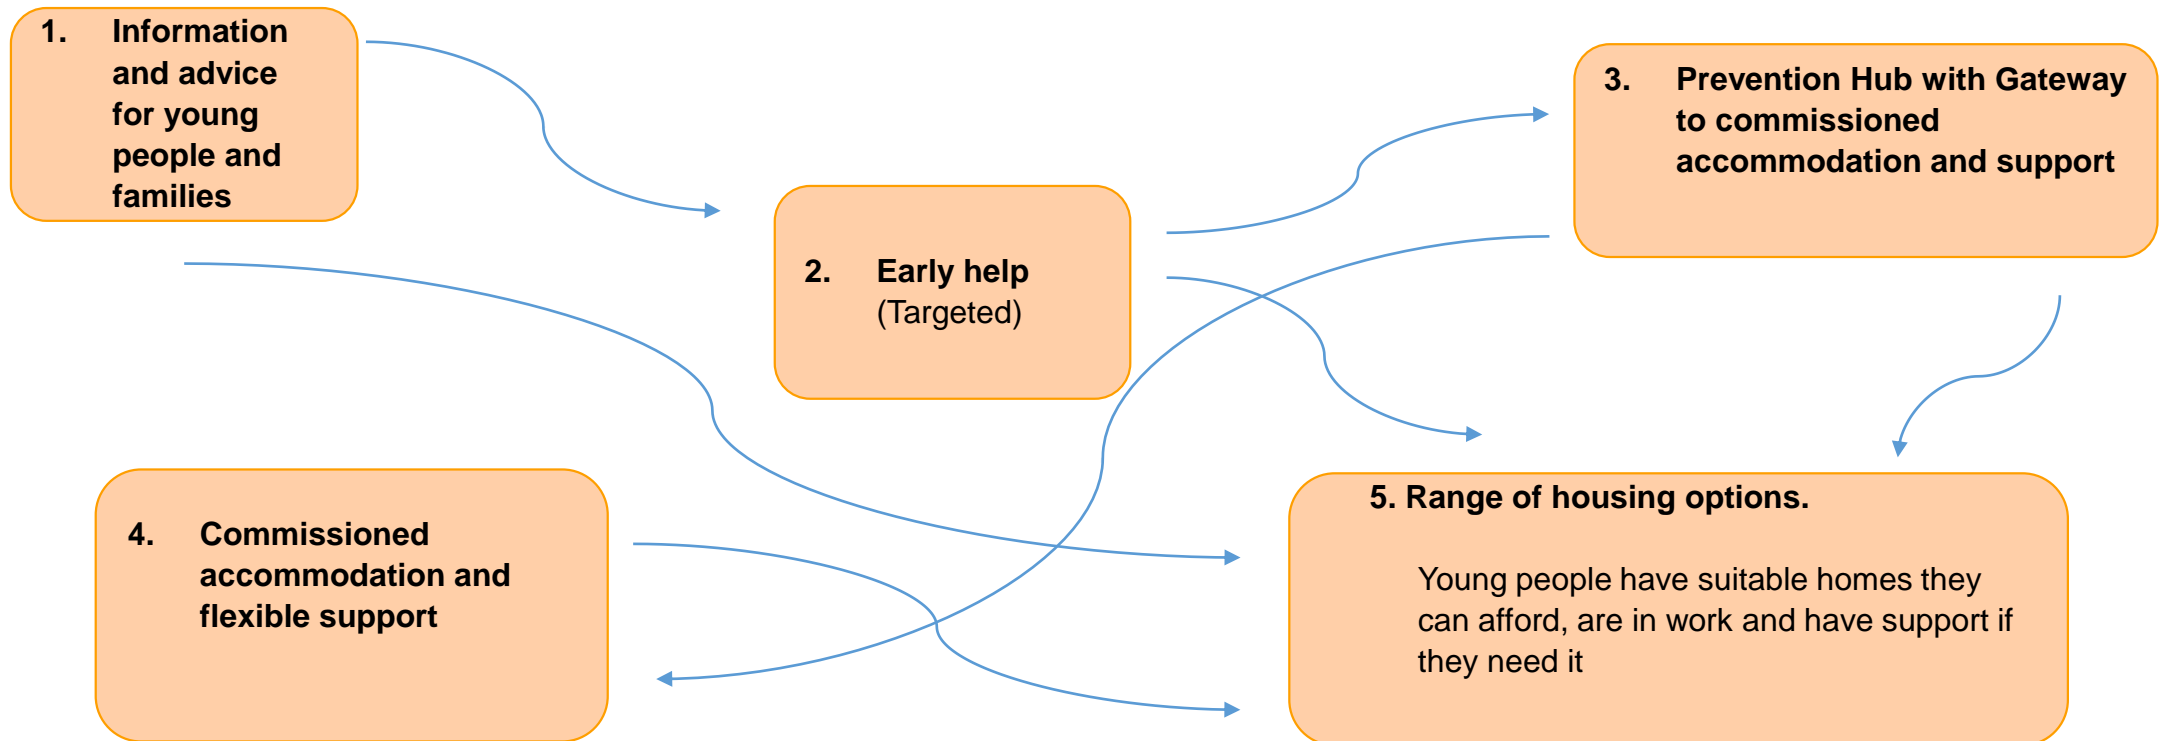 1. Information
and advice
for young
people and
families
2. Early help
(Targeted)
3. Prevention Hub with Gateway
to commissioned
accommodation and support
4. Commissioned
accommodation and
flexible support
5. Range of housing options.
Young people have suitable homes they
can afford, are in work and have support if
they need it